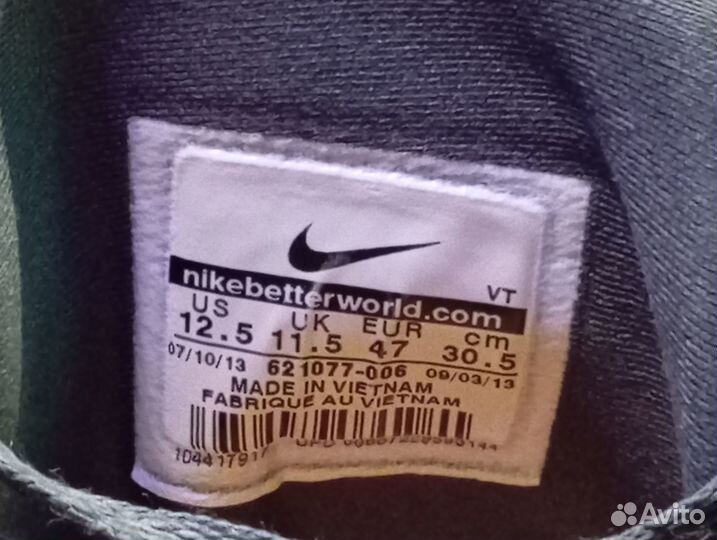 VT
nikebetterworld.com
US UK EUR cm
12.5 11.5 47 30.5
07/10/13 621077-006 09/03/13
MADE IN VIETNAM
FABRIQUE AU VIETNAM
Avito